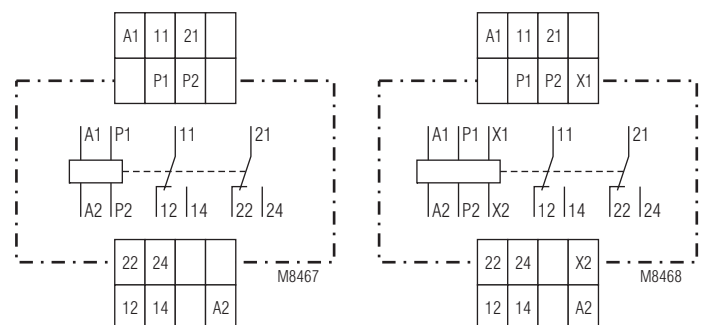 A1 11 21
P1 P2
A1 P1 11 21
A2 P2 12 14 22 24
22 24
M8467
12 14 A2
A1 11 21
P1 P2 X1
A1 P1 X1 11 21
A2 P2 X2 12 14 22 24
22 24 X2
M8468
12 14 A2